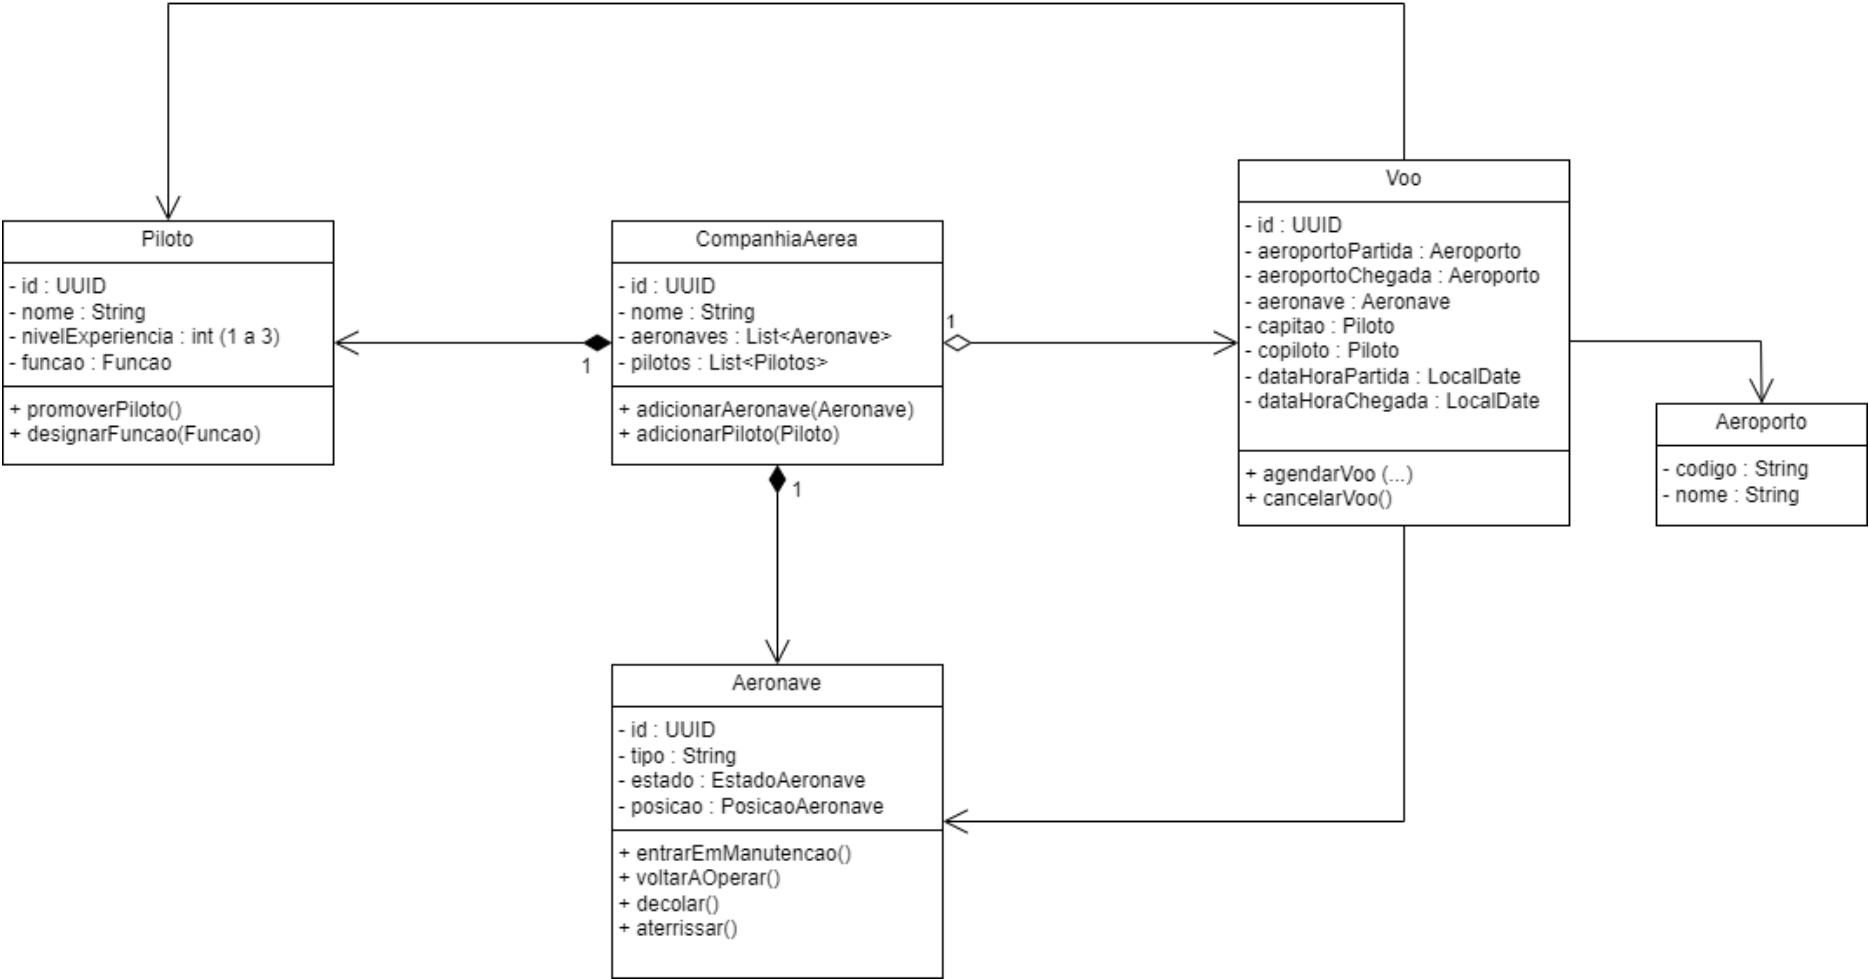 Piloto
- id : UUID
- nome : String
- nivelExperiencia : int (1 a 3)
- funcao : Funcao
+ promoverPiloto()
+ designarFuncao(Funcao)
1
CompanhiaAerea
- id : UUID
- nome : String
- aeronaves : List<Aeronave>
- pilotos : List<Pilotos>
+ adicionarAeronave(Aeronave)
+ adicionarPiloto(Piloto)
1
1
Voo
- id : UUID
- aeroportoPartida : Aeroporto
- aeroportoChegada : Aeroporto
- aeronave : Aeronave
- capitao : Piloto
- copiloto : Piloto
- dataHoraPartida : LocalDate
- dataHoraChegada : LocalDate
+ agendarVoo (...)
+ cancelarVoo()
Aeroporto
- codigo : String
- nome : String
Aeronave
- id : UUID
- tipo : String
- estado : EstadoAeronave
- posicao : PosicaoAeronave
+ entrarEmManutencao()
+ voltarAOperar()
+ decolar()
+ aterrissar()